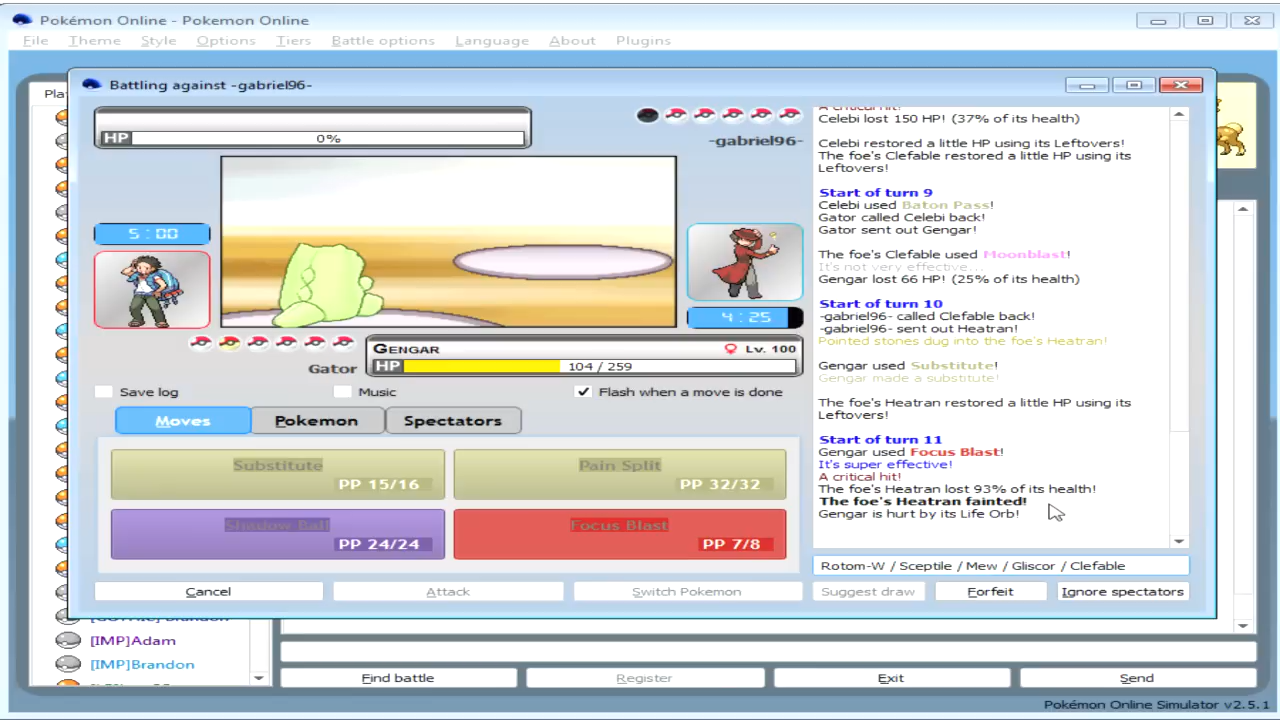 Pokémon Online - Pokemon Online
File Theme Style Options Tiers Battle options Language About Plugins
Battling against -gabriel96-
HP 0%
-gabriel96-
5:00
4:25
GENGAR Lv. 100
HP 104 / 259
Gator
Save log Music Flash when a move is done
Moves Pokemon Spectators
Substitute
PP 15/16
Pain Split
PP 32/32
Shadow Ball
PP 24/24
Focus Blast
PP 7/8
Cancel Attack Switch Pokemon
A critical hit!
Celebi lost 150 HP! (37% of its health)
Celebi restored a little HP using its Leftovers!
The foe's Clefable restored a little HP using its
Leftovers!
Start of turn 9
Celebi used Baton Pass!
Gator called Celebi back!
Gator sent out Gengar!
The foe's Clefable used Moonblast!
It's not very effective...
Gengar lost 66 HP! (25% of its health)
Start of turn 10
-gabriel96- called Clefable back!
-gabriel96- sent out Heatran!
Pointed stones dug into the foe's Heatran!
Gengar used Substitute!
Gengar made a substitute!
The foe's Heatran restored a little HP using its
Leftovers!
Start of turn 11
Gengar used Focus Blast!
It's super effective!
A critical hit!
The foe's Heatran lost 93% of its health!
The foe's Heatran fainted!
Gengar is hurt by its Life Orb!
Rotom-W / Sceptile / Mew / Gliscor / Clefable
Suggest draw Forfeit Ignore spectators
[IMP]Adam
[IMP]Brandon
Find battle Register Exit Send
Pokémon Online Simulator v2.5.1